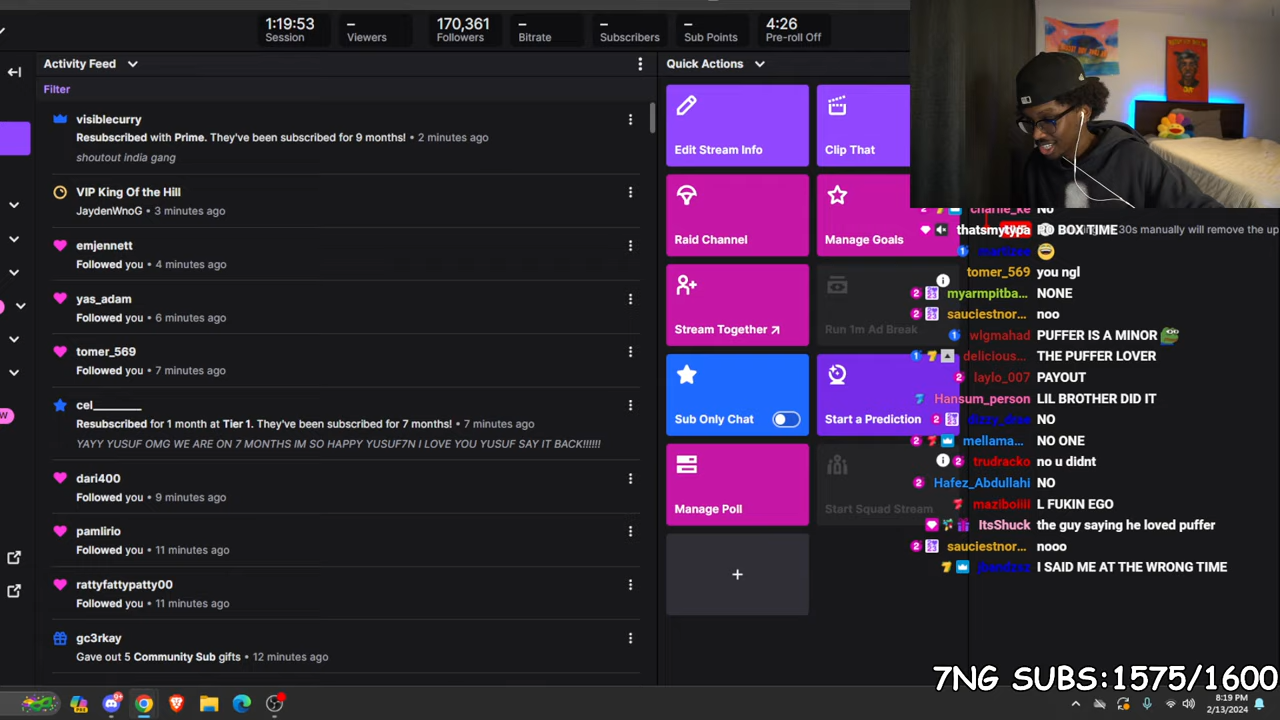 1:19:53
Session
–
Viewers
170,361
Followers
–
Bitrate
–
Subscribers
–
Sub Points
4:26
Pre-roll Off
Activity Feed
Filter
visiblecurry
Resubscribed with Prime. They've been subscribed for 9 months! • 2 minutes ago
shoutout india gang
VIP King Of the Hill
JaydenWnoG • 3 minutes ago
emjennett
Followed you • 4 minutes ago
yas_adam
Followed you • 6 minutes ago
tomer_569
Followed you • 7 minutes ago
cel________
Resubscribed for 1 month at Tier 1. They've been subscribed for 7 months! • 7 minutes ago
YAYY YUSUF OMG WE ARE ON 7 MONTHS IM SO HAPPY YUSUF7N I LOVE YOU YUSUF SAY IT BACK!!!!!!
dari400
Followed you • 9 minutes ago
pamlirio
Followed you • 11 minutes ago
rattyfattypatty00
Followed you • 11 minutes ago
gc3rkay
Gave out 5 Community Sub gifts • 12 minutes ago
Quick Actions
Edit Stream Info
Clip That
Raid Channel
Manage Goals
Stream Together
Run 1m Ad Break
Sub Only Chat
Start a Prediction
Manage Poll
Start Squad Stream
+
charlie_ke No
thatsmytypa BOX TIME
30s manually will remove the up
tomer_569 you ngl
myarmpitba... NONE
sauciestnor... noo
wlgmahad PUFFER IS A MINOR
delicious... THE PUFFER LOVER
laylo_007 PAYOUT
Hansum_person LIL BROTHER DID IT
dizzy_drae NO
mellama... NO ONE
trudracko no u didnt
Hafez_Abdullahi NO
maziboiiii L FUKIN EGO
ItsShuck the guy saying he loved puffer
sauciestnor... nooo
I SAID ME AT THE WRONG TIME
7NG SUBS:1575/1600
8:19 PM
2/13/2024